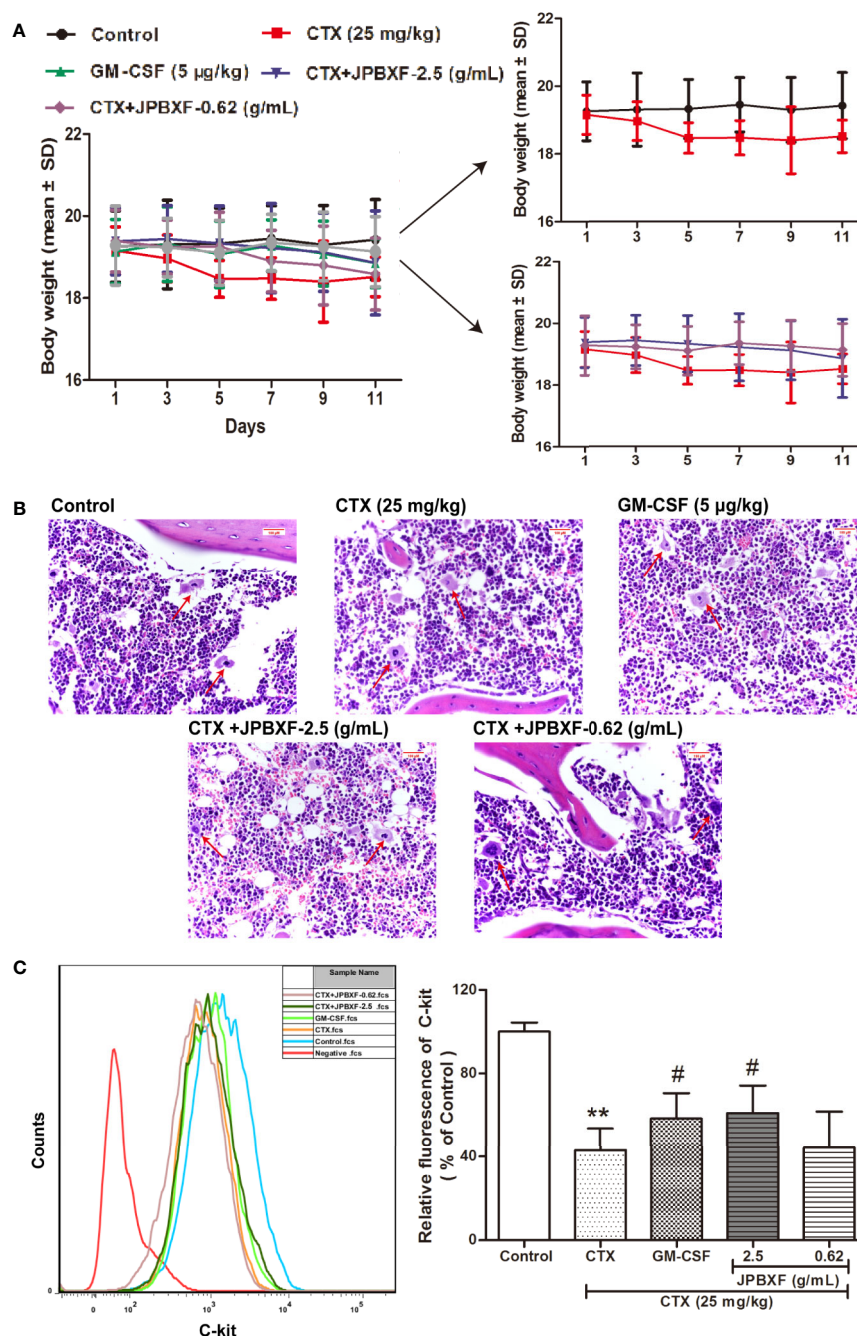 A
Control
CTX (25 mg/kg)
GM-CSF (5 µg/kg)
CTX+JPBXF-2.5 (g/mL)
CTX+JPBXF-0.62 (g/mL)
Body weight (mean ± SD)
22
20
18
16
1 3 5 7 9 11
Days
Body weight (mean ± SD)
22
20
18
16
1 3 5 7 9 11
Body weight (mean ± SD)
22
20
18
16
1 3 5 7 9 11
B
Control
CTX (25 mg/kg)
GM-CSF (5 µg/kg)
CTX +JPBXF-2.5 (g/mL)
CTX +JPBXF-0.62 (g/mL)
C
Sample Name
CTX+JPBXF-0.62.fcs
CTX+JPBXF-2.5 .fcs
GM-CSF.fcs
CTX.fcs
Control.fcs
Negative .fcs
Counts
0
0 10² 10³ 10⁴ 10⁵
C-kit
Relative fluorescence of C-kit
( % of Control )
120
80
40
0
**
#
#
Control CTX GM-CSF 2.5 0.62
JPBXF (g/mL)
CTX (25 mg/kg)